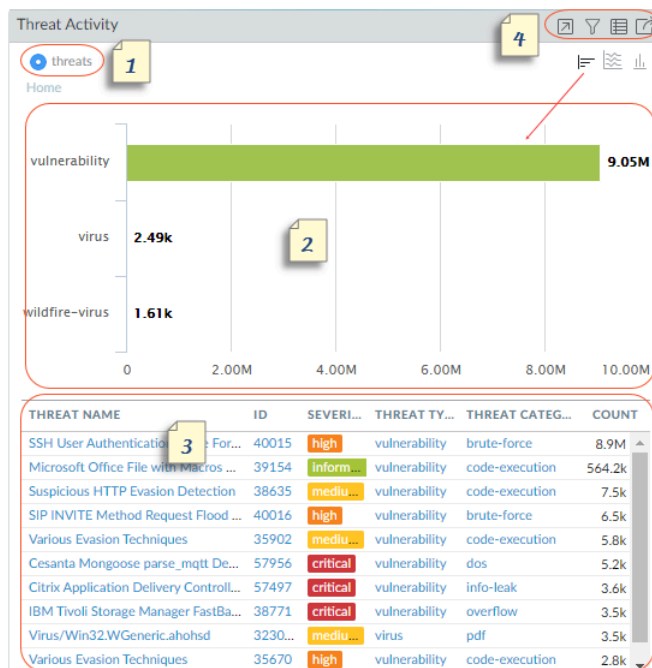 Threat Activity
4
threats
1
Home
vulnerability 9.05M
virus 2.49k
2
wildfire-virus 1.61k
0 2.00M 4.00M 6.00M 8.00M 10.00M
THREAT NAME ID SEVERI... THREAT TY... THREAT CATEG... COUNT
SSH User Authentication For... 40015 high vulnerability brute-force 8.9M
3
Microsoft Office File with Macros ... 39154 inform... vulnerability code-execution 564.2k
Suspicious HTTP Evasion Detection 38635 mediu... vulnerability code-execution 7.5k
SIP INVITE Method Request Flood ... 40016 high vulnerability brute-force 6.5k
Various Evasion Techniques 35902 mediu... vulnerability code-execution 5.8k
Cesanta Mongoose parse_mqtt De... 57956 critical vulnerability dos 5.2k
Citrix Application Delivery Controll... 57497 critical vulnerability info-leak 3.6k
IBM Tivoli Storage Manager FastBa... 38771 critical vulnerability overflow 3.5k
Virus/Win32.WGeneric.ahohsd 3230... mediu... virus pdf 3.5k
Various Evasion Techniques 35670 high vulnerability code-execution 2.8k